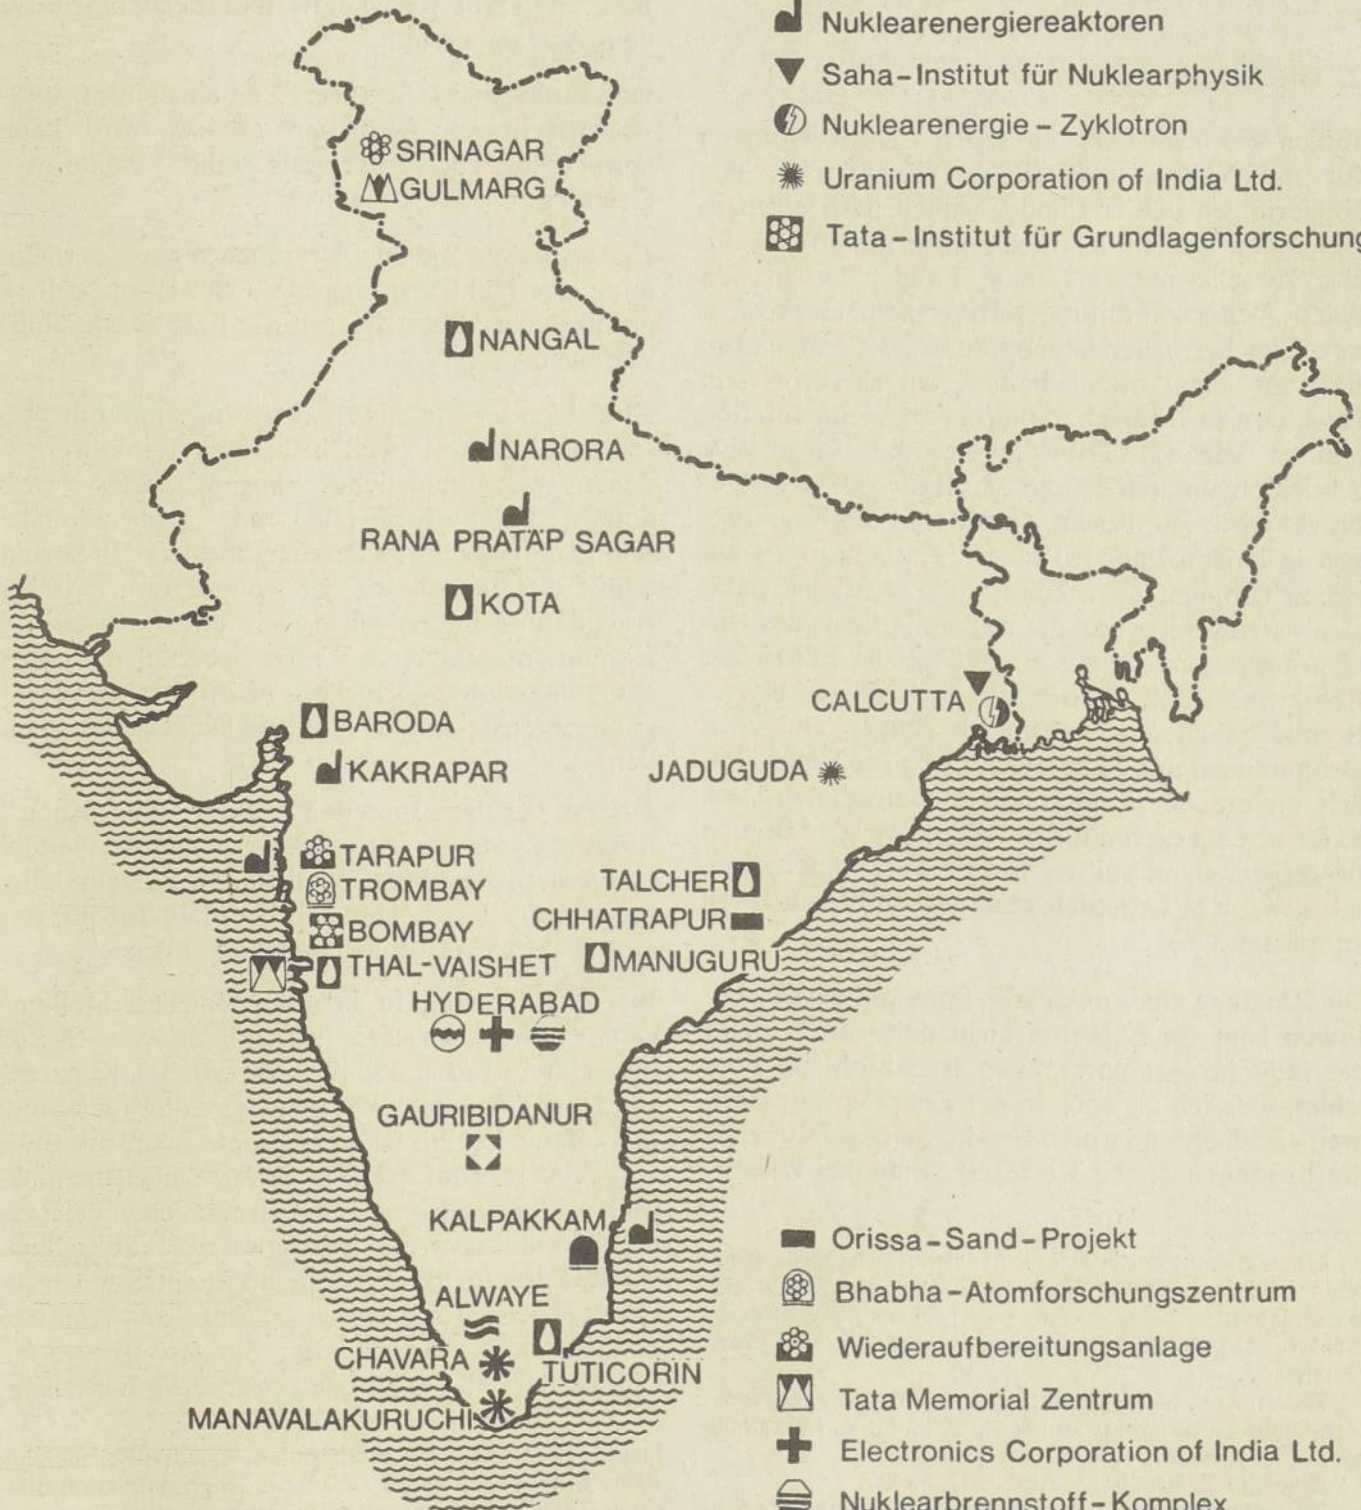 Nuklearenergiereaktoren
Saha-Institut für Nuklearphysik
Nuklearenergie-Zyklotron
Uranium Corporation of India Ltd.
Tata-Institut für Grundlagenforschung
SRINAGAR
GULMARG
NANGAL
NARORA
RANA PRATĀP SAGAR
KOTA
CALCUTTA
BARODA
KAKRAPAR
JADUGUDA
TARAPUR
TROMBAY
TALCHER
BOMBAY
CHHATRAPUR
THAL-VAISHET
MANUGURU
HYDERABAD
GAURIBIDANUR
KALPAKKAM
ALWAYE
CHAVARA
TUTICORIN
MANAVALAKURUCHI
Orissa-Sand-Projekt
Bhabha-Atomforschungszentrum
Wiederaufbereitungsanlage
Tata Memorial Zentrum
Electronics Corporation of India Ltd.
Nuklearbrennstoff-Komplex